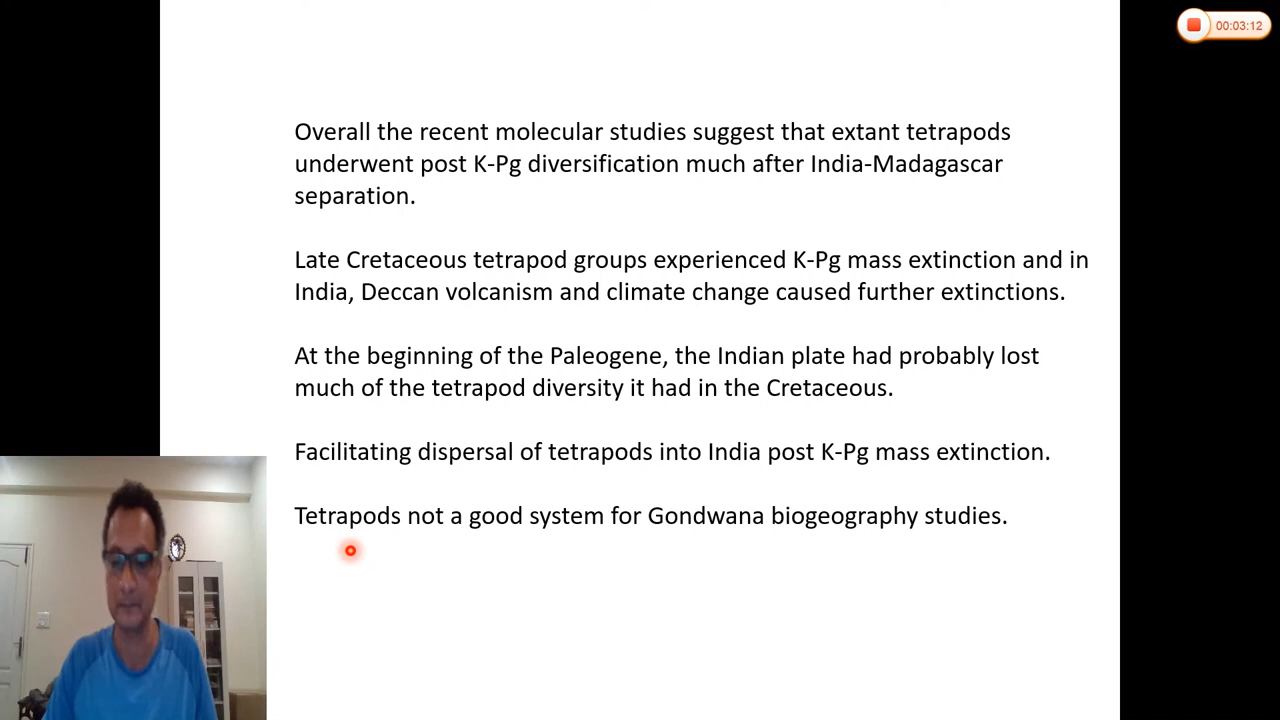 00:03:12
Overall the recent molecular studies suggest that extant tetrapods
underwent post K-Pg diversification much after India-Madagascar
separation.
Late Cretaceous tetrapod groups experienced K-Pg mass extinction and in
India, Deccan volcanism and climate change caused further extinctions.
At the beginning of the Paleogene, the Indian plate had probably lost
much of the tetrapod diversity it had in the Cretaceous.
Facilitating dispersal of tetrapods into India post K-Pg mass extinction.
Tetrapods not a good system for Gondwana biogeography studies.